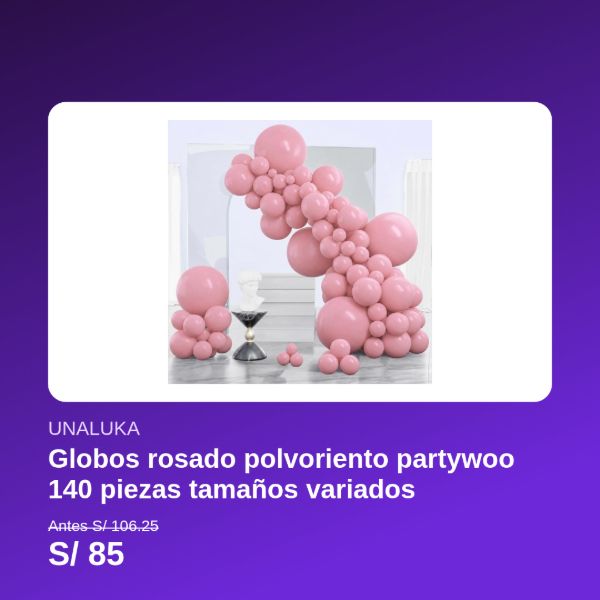 UNALUKA
Globos rosado polvoriento partywoo
140 piezas tamaños variados
Antes S/ 106.25
S/ 85